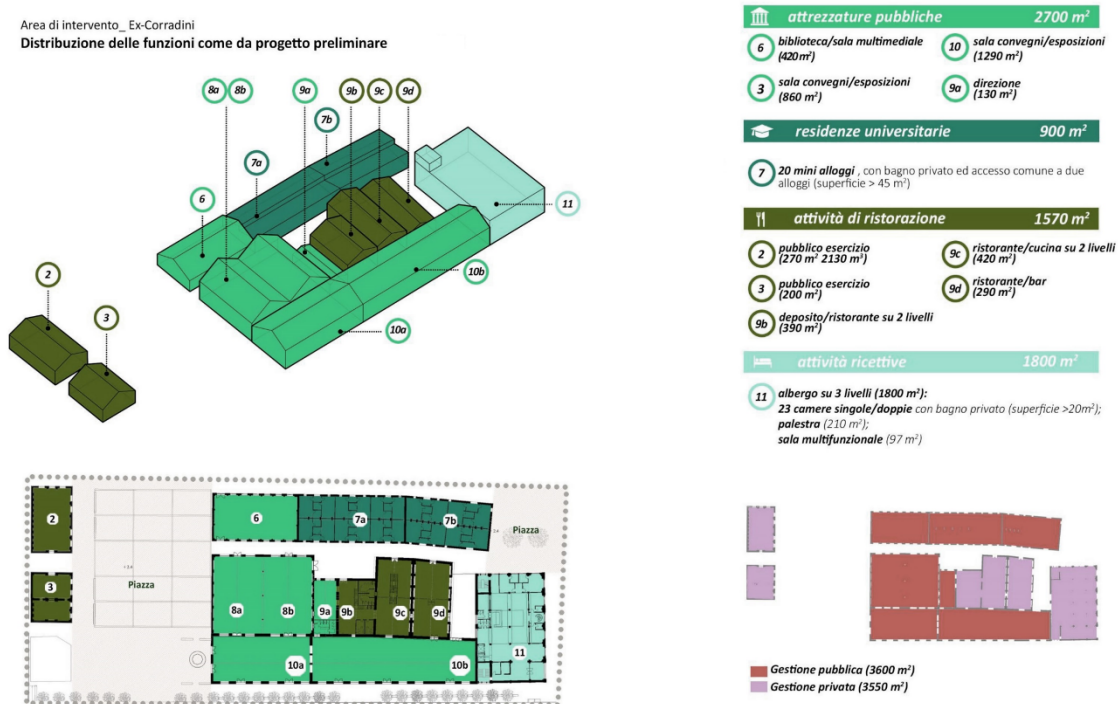 Area di intervento_ Ex-Corradini
Distribuzione delle funzioni come da progetto preliminare
8a
8b
9a
9b
9c
9d
7b
7a
6
11
10b
10a
2
3
attrezzature pubbliche 2700 m²
6 biblioteca/sala multimediale
(420m²)
10 sala convegni/esposizioni
(1290 m²)
3 sala convegni/esposizioni
(860 m²)
9a direzione
(130 m²)
residenze universitarie 900 m²
7 20 mini alloggi , con bagno privato ed accesso comune a due
alloggi (superficie > 45 m²)
attività di ristorazione 1570 m²
2 pubblico esercizio
(270 m² 2130 m³)
9c ristorante/cucina su 2 livelli
(420 m²)
3 pubblico esercizio
(200 m²)
9d ristorante/bar
(290 m²)
9b deposito/ristorante su 2 livelli
(390 m²)
attività ricettive 1800 m²
11 albergo su 3 livelli (1800 m²):
23 camere singole/doppie con bagno privato (superficie >20m²);
palestra (210 m²);
sala multifunzionale (97 m²)
2
3
Piazza
6
7a
7b
Piazza
8a
8b
9a
9b
9c
9d
10a
10b
11
Gestione pubblica (3600 m²)
Gestione privata (3550 m²)